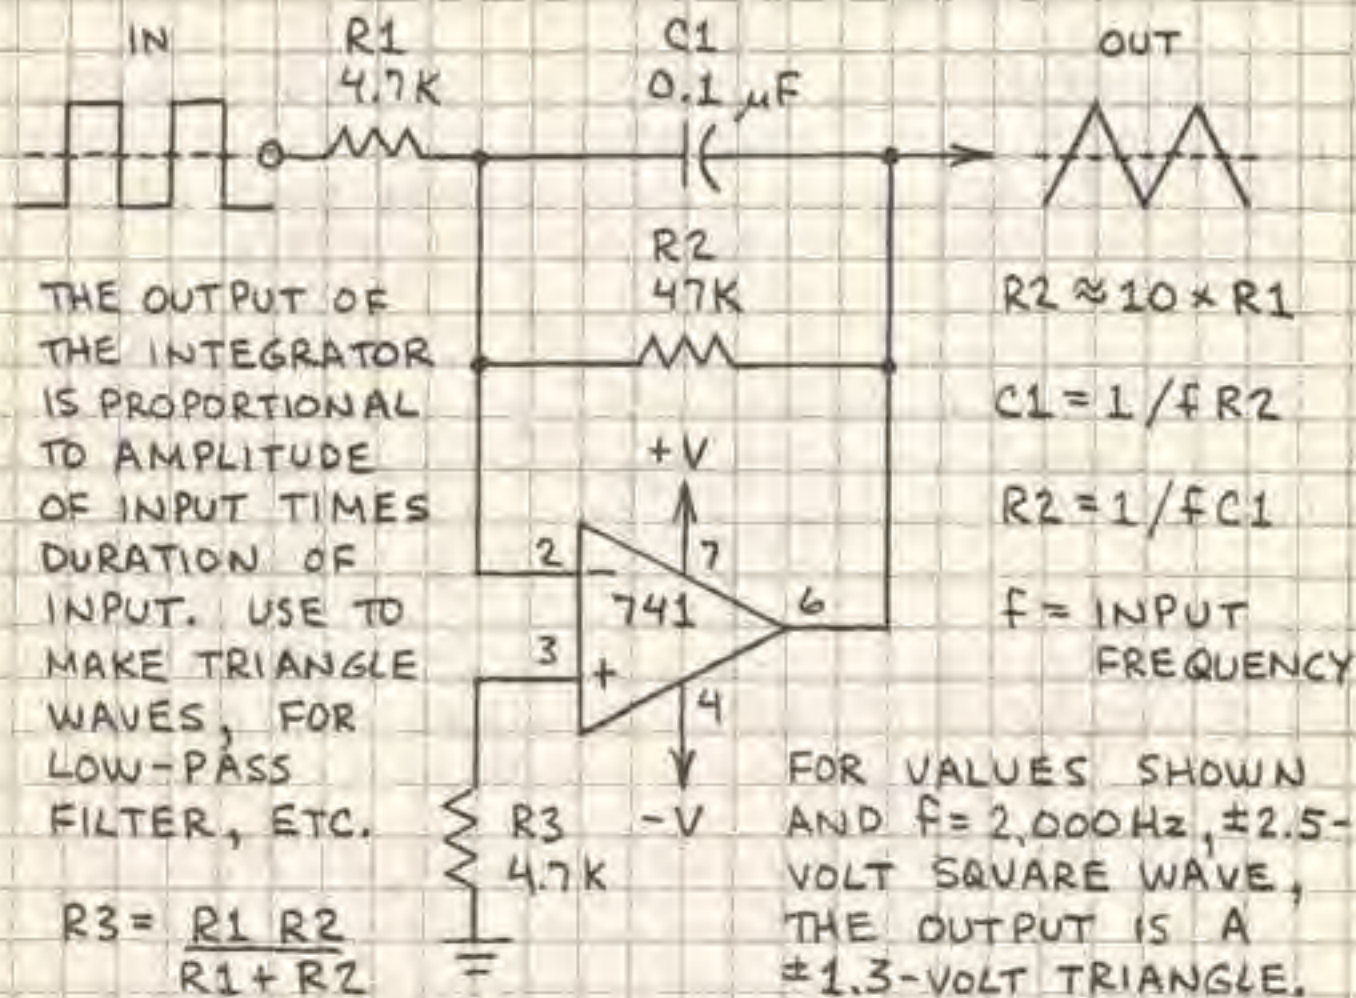 IN
R1
4.7K
C1
0.1 μF
OUT
R2
47K
THE OUTPUT OF
THE INTEGRATOR
IS PROPORTIONAL
TO AMPLITUDE
OF INPUT TIMES
DURATION OF
INPUT. USE TO
MAKE TRIANGLE
WAVES, FOR
LOW-PASS
FILTER, ETC.
R3 = R1 R2
R1 + R2
+V
2
-
7
741
6
3
+
4
-V
R3
4.7K
R2 ≈ 10 × R1
C1 = 1/f R2
R2 = 1/f C1
f = INPUT
FREQUENCY
FOR VALUES SHOWN
AND f = 2,000 Hz, ±2.5-
VOLT SQUARE WAVE,
THE OUTPUT IS A
±1.3-VOLT TRIANGLE.